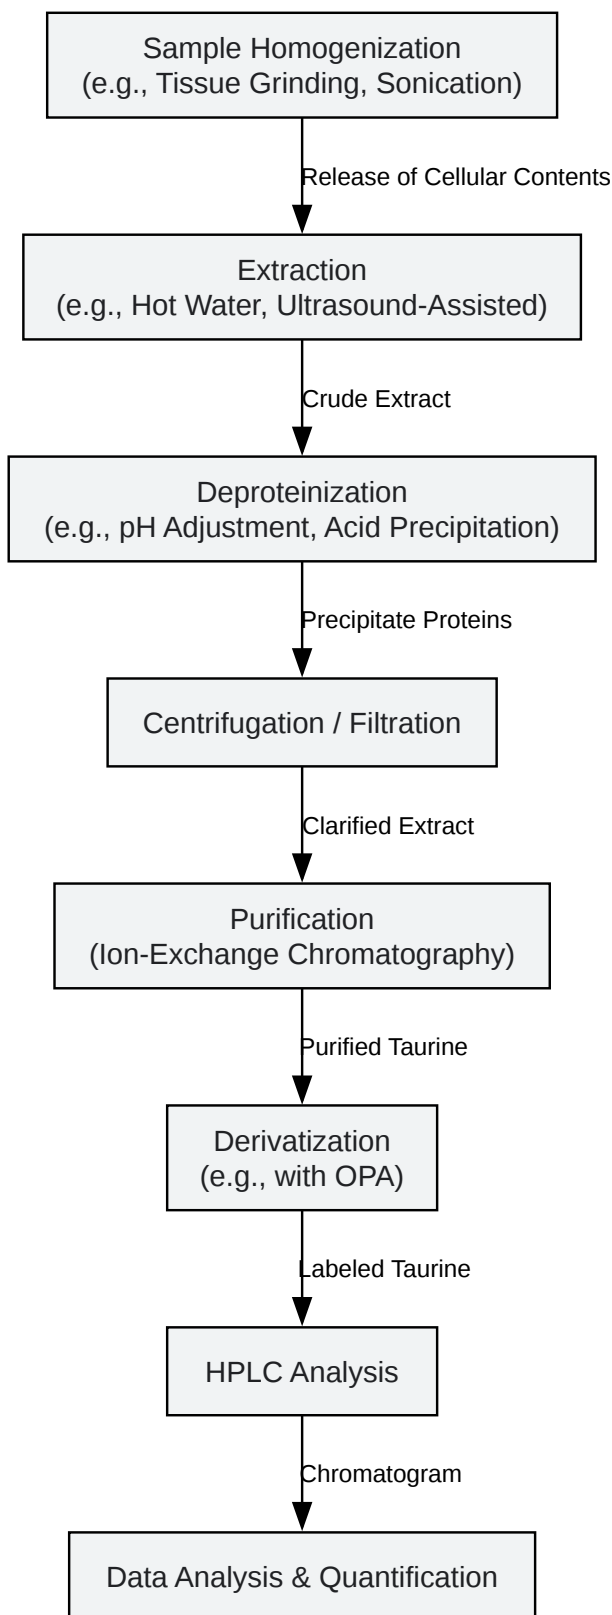 Sample Homogenization
(e.g., Tissue Grinding, Sonication)
Release of Cellular Contents
Extraction
(e.g., Hot Water, Ultrasound-Assisted)
Crude Extract
Deproteinization
(e.g., pH Adjustment, Acid Precipitation)
Precipitate Proteins
Centrifugation / Filtration
Clarified Extract
Purification
(Ion-Exchange Chromatography)
Purified Taurine
Derivatization
(e.g., with OPA)
Labeled Taurine
HPLC Analysis
Chromatogram
Data Analysis & Quantification